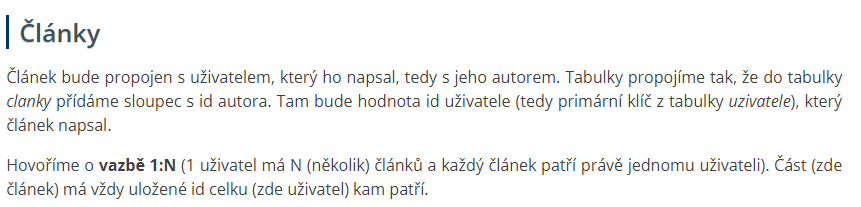 Články
Článek bude propojen s uživatelem, který ho napsal, tedy s jeho autorem. Tabulky propojíme tak, že do tabulky
clanky přídáme sloupec s id autora. Tam bude hodnota id uživatele (tedy primární klíč z tabulky uzivatele), který
článek napsal.
Hovoříme o vazbě 1:N (1 uživatel má N (několik) článků a každý článek patří právě jednomu uživateli). Část (zde
článek) má vždy uložené id celku (zde uživatel) kam patří.